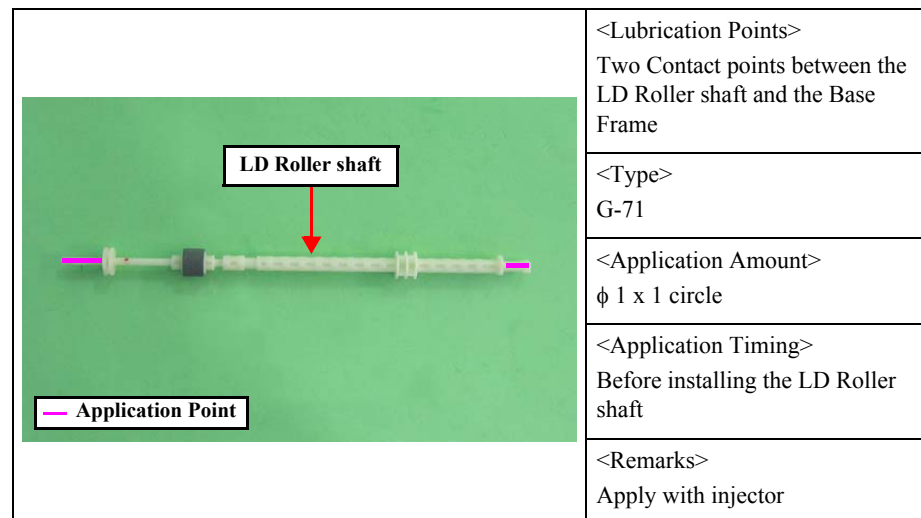 LD Roller shaft
Application Point
<Lubrication Points>
Two Contact points between the
LD Roller shaft and the Base
Frame
<Type>
G-71
<Application Amount>
ϕ 1 x 1 circle
<Application Timing>
Before installing the LD Roller
shaft
<Remarks>
Apply with injector